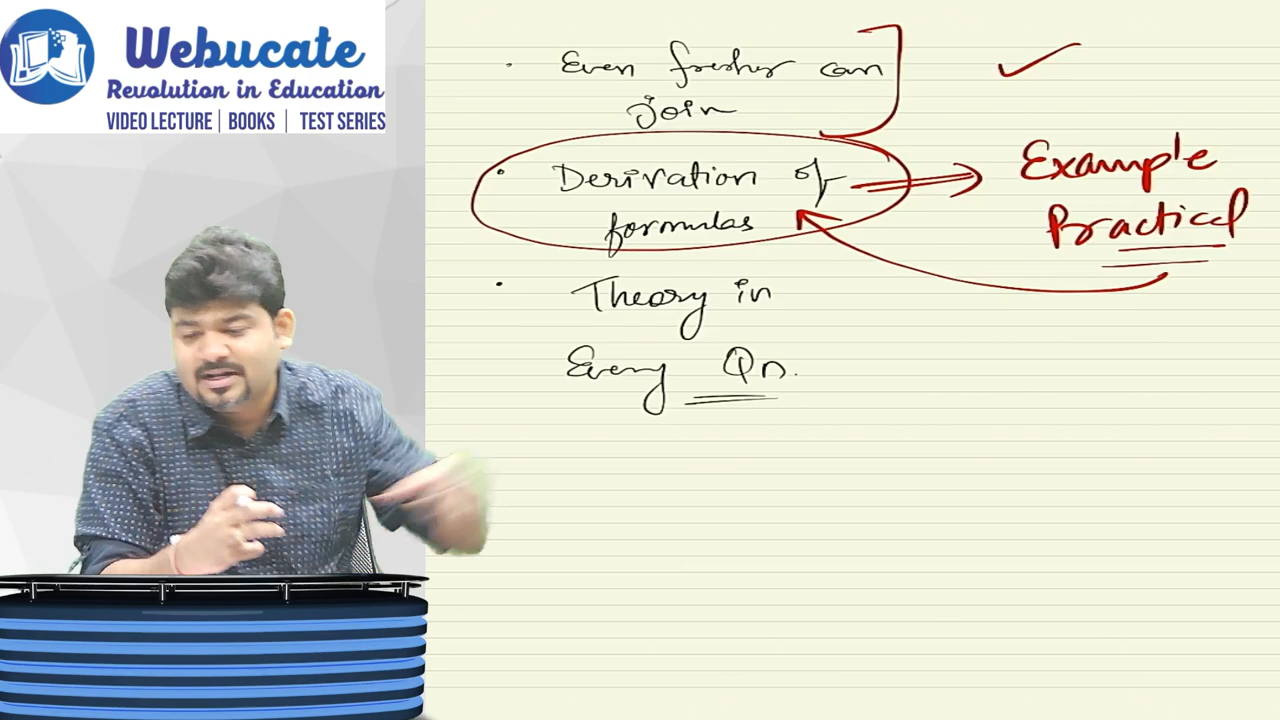 Webucate
Revolution in Education
VIDEO LECTURE | BOOKS | TEST SERIES
· Even fresher can
join
· Derivation of
formulas
Example
Practical
· Theory in
Every Qn.